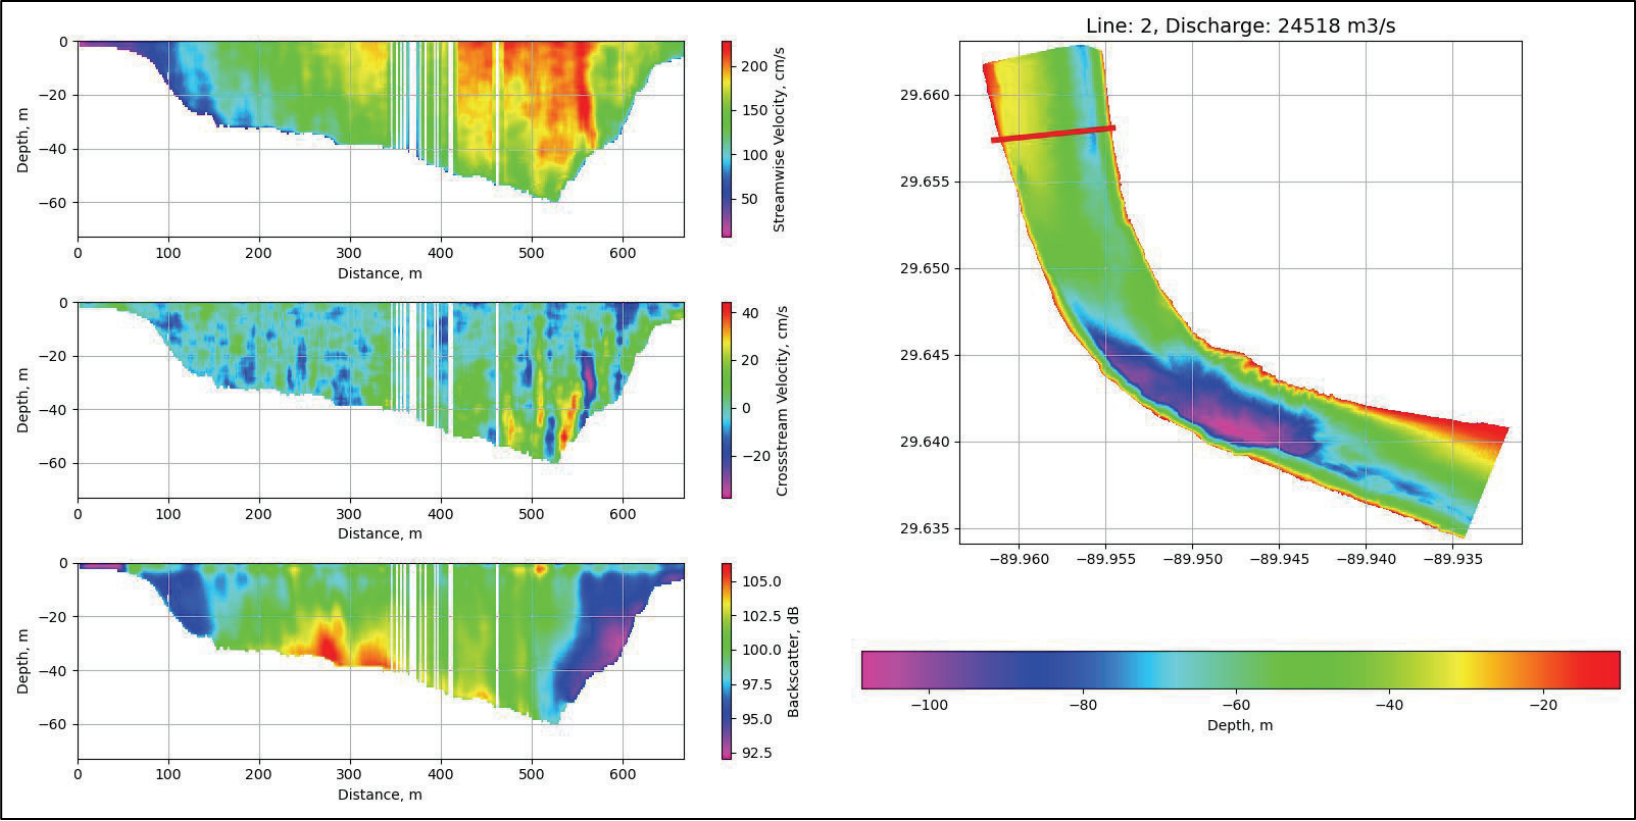 0
−20
−40
−60
Depth, m
0 100 200 300 400 500 600
Distance, m
200
150
100
50
Streamwise Velocity, cm/s
0
−20
−40
−60
Depth, m
0 100 200 300 400 500 600
Distance, m
40
20
0
−20
Crossstream Velocity, cm/s
0
−20
−40
−60
Depth, m
0 100 200 300 400 500 600
Distance, m
105.0
102.5
100.0
97.5
95.0
92.5
Backscatter, dB
Line: 2, Discharge: 24518 m3/s
29.660
29.655
29.650
29.645
29.640
29.635
−89.960 −89.955 −89.950 −89.945 −89.940 −89.935
−100 −80 −60 −40 −20
Depth, m